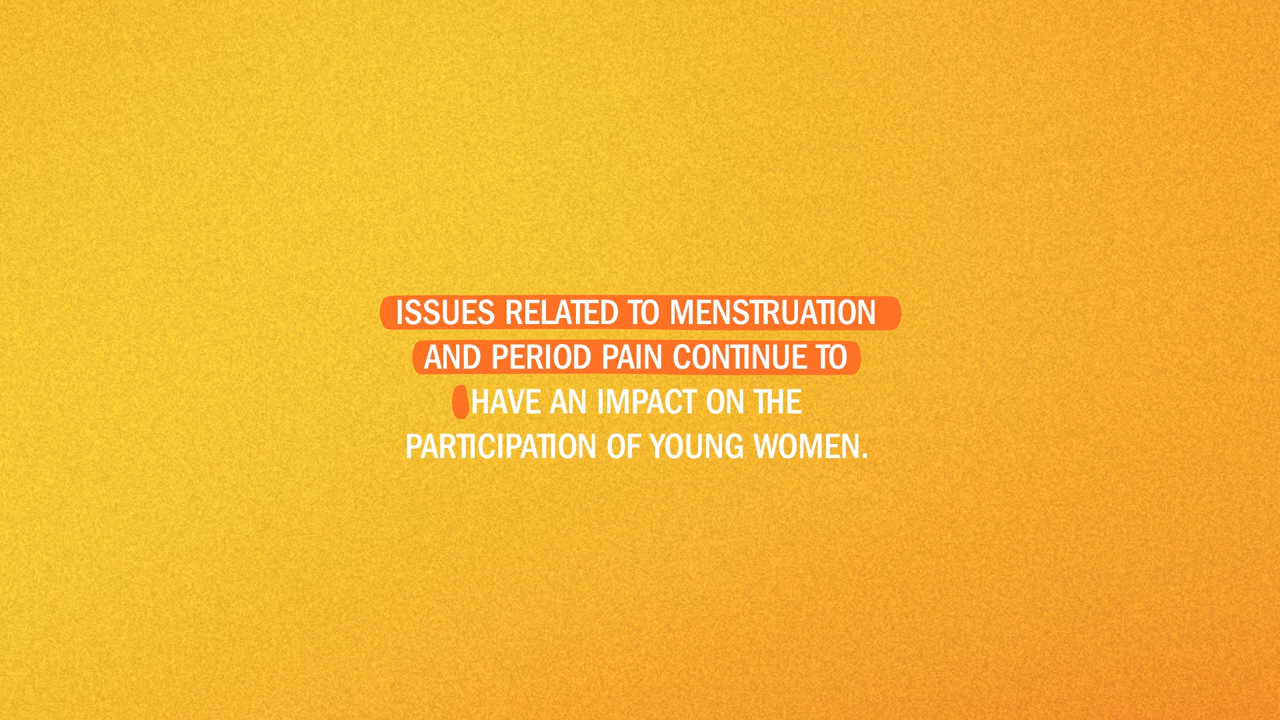 ISSUES RELATED TO MENSTRUATION
AND PERIOD PAIN CONTINUE TO
HAVE AN IMPACT ON THE
PARTICIPATION OF YOUNG WOMEN.